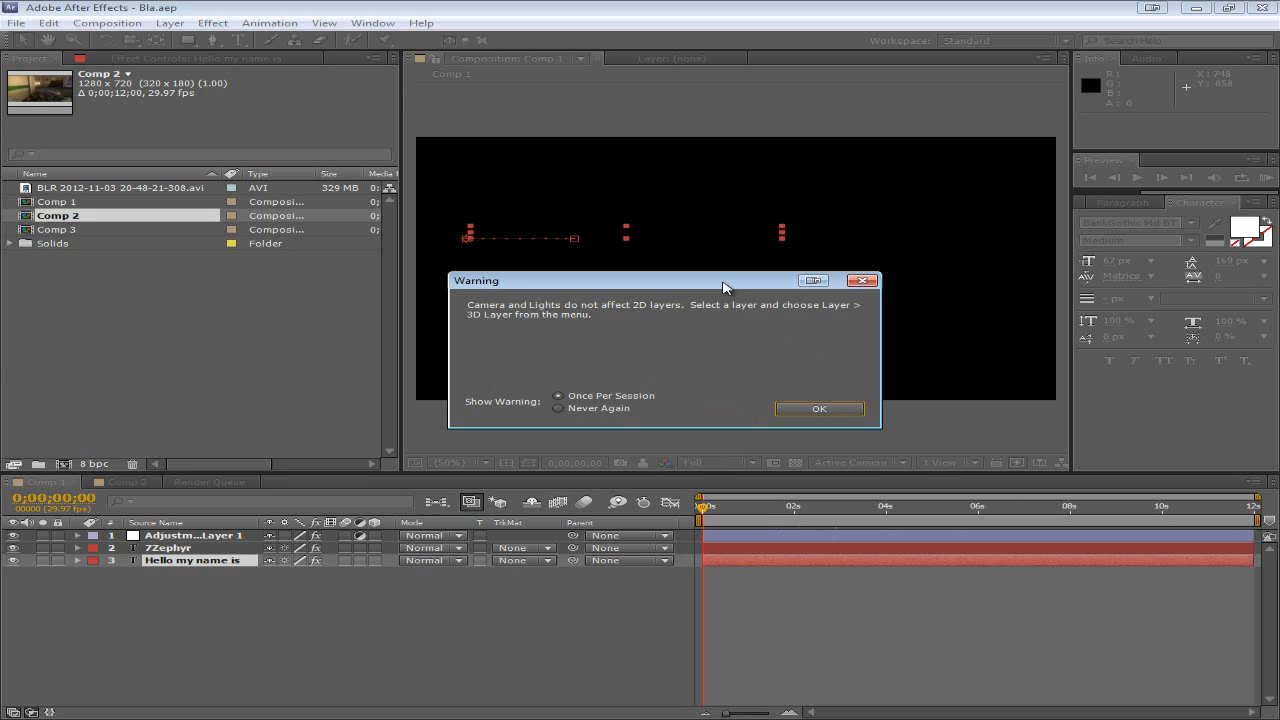 Adobe After Effects - Bla.aep
File Edit Composition Layer Effect Animation View Window Help
Workspace: Standard
Search Help
Project
Effect Controls: Hello my name is
Comp 2
1280 x 720 (320 x 180) (1.00)
Δ 0;00;12;00, 29.97 fps
Name Type Size Media
BLR 2012-11-03 20-48-21-308.avi AVI 329 MB 0:
Comp 1 Composi... 0;
Comp 2 Composi... 0;
Comp 3 Composi... 0;
Solids Folder
8 bpc
Composition: Comp 1
Layer: (none)
Comp 1
Info Audio
R :
G :
B :
A : 0
X : 748
Y : 858
Preview
Paragraph Character
BankGothic Md BT
Medium
67 px 169 px
Metrics 0
- px
100 % 100 %
0 px 0 %
T T TT Tr T' T,
Warning
Camera and Lights do not affect 2D layers. Select a layer and choose Layer >
3D Layer from the menu.
Show Warning:
Once Per Session
Never Again
OK
(50%) 0;00;00;00 Full Active Camera 1 View
Comp 1 Comp 2 Render Queue
0;00;00;00
00000 (29.97 fps)
# Source Name Mode T TrkMat Parent
00s 02s 04s 06s 08s 10s 12s
1 Adjustm...Layer 1 Normal None
2 T 7Zephyr Normal None None
3 T Hello my name is Normal None None